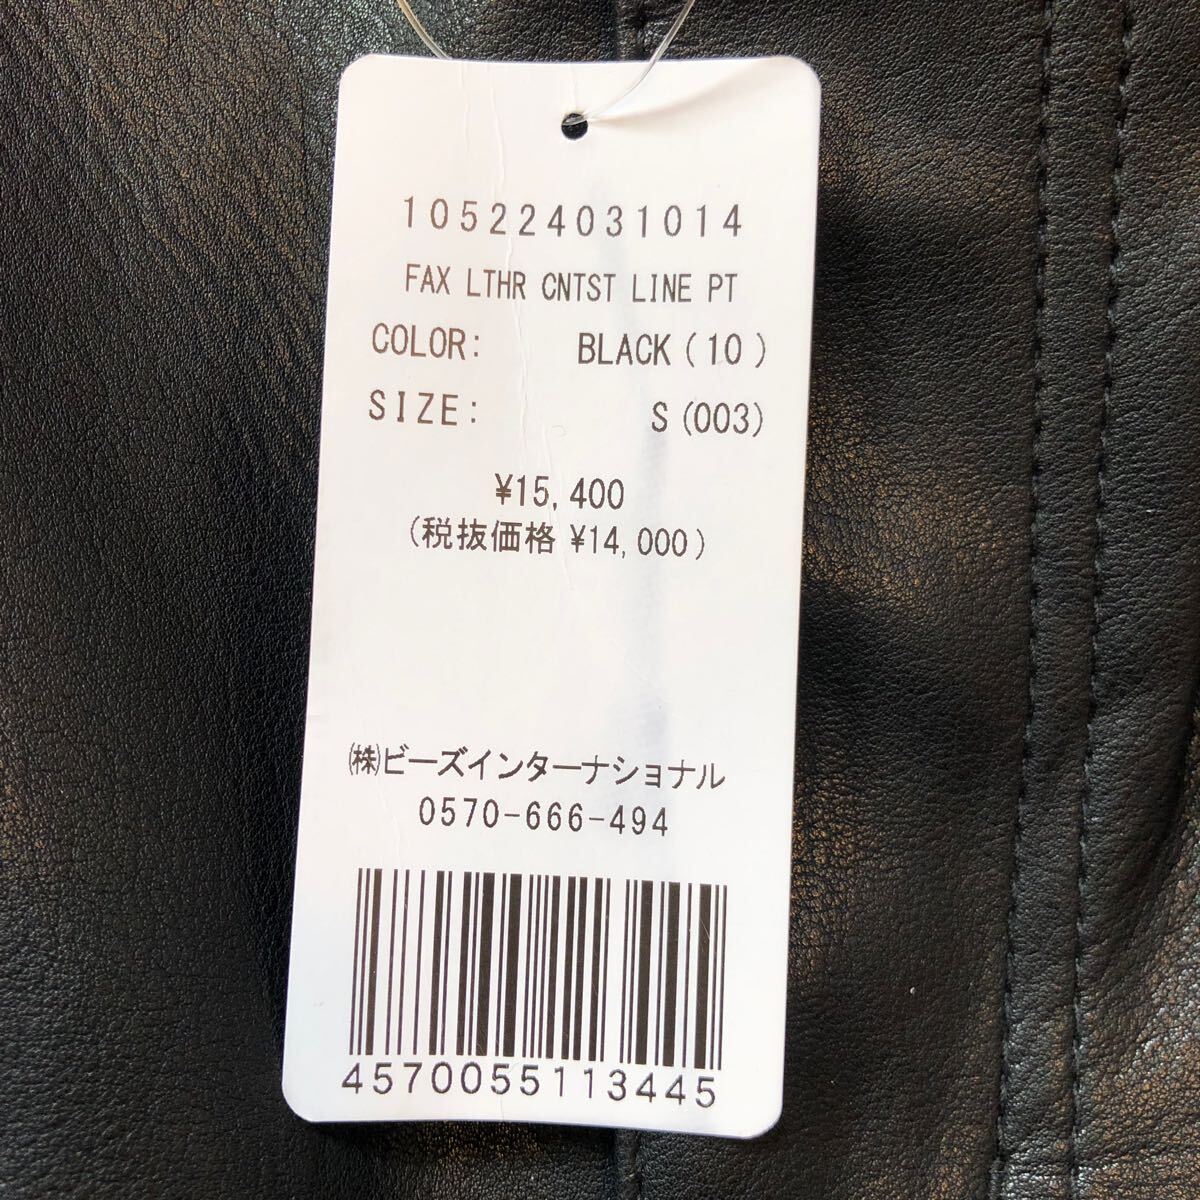 105224031014
FAX LTHR CNTST LINE PT
COLOR: BLACK(10)
SIZE: S(003)
¥15,400
(税抜価格 ¥14,000)
㈱ビーズインターナショナル
0570-666-494
4570055113445